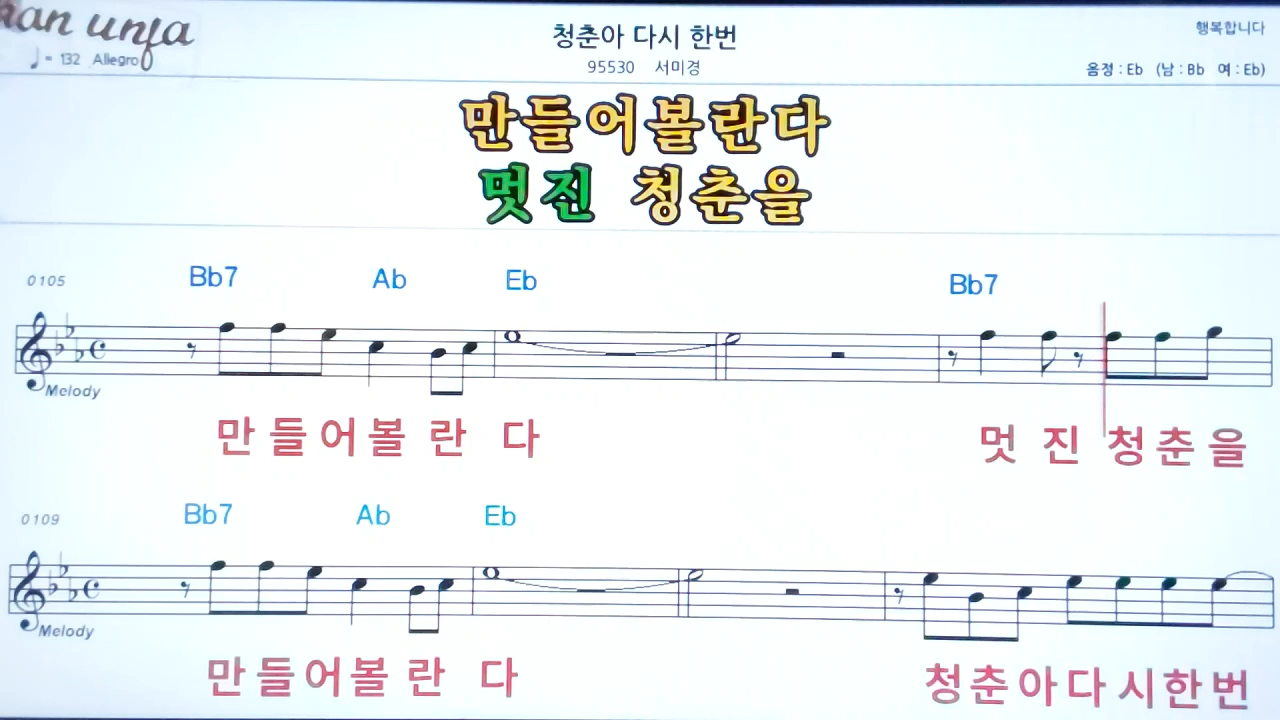 an unja
♩= 132 Allegro
청춘아 다시 한번
95530 서미경
행복합니다
음정 : Eb (남 : Bb 여 : Eb)
만들어볼란다
멋진 청춘을
0105 Bb7 Ab Eb Bb7
Melody
만 들 어 볼 란 다 멋 진 청 춘 을
0109 Bb7 Ab Eb
Melody
만 들 어 볼 란 다 청 춘 아 다 시 한 번